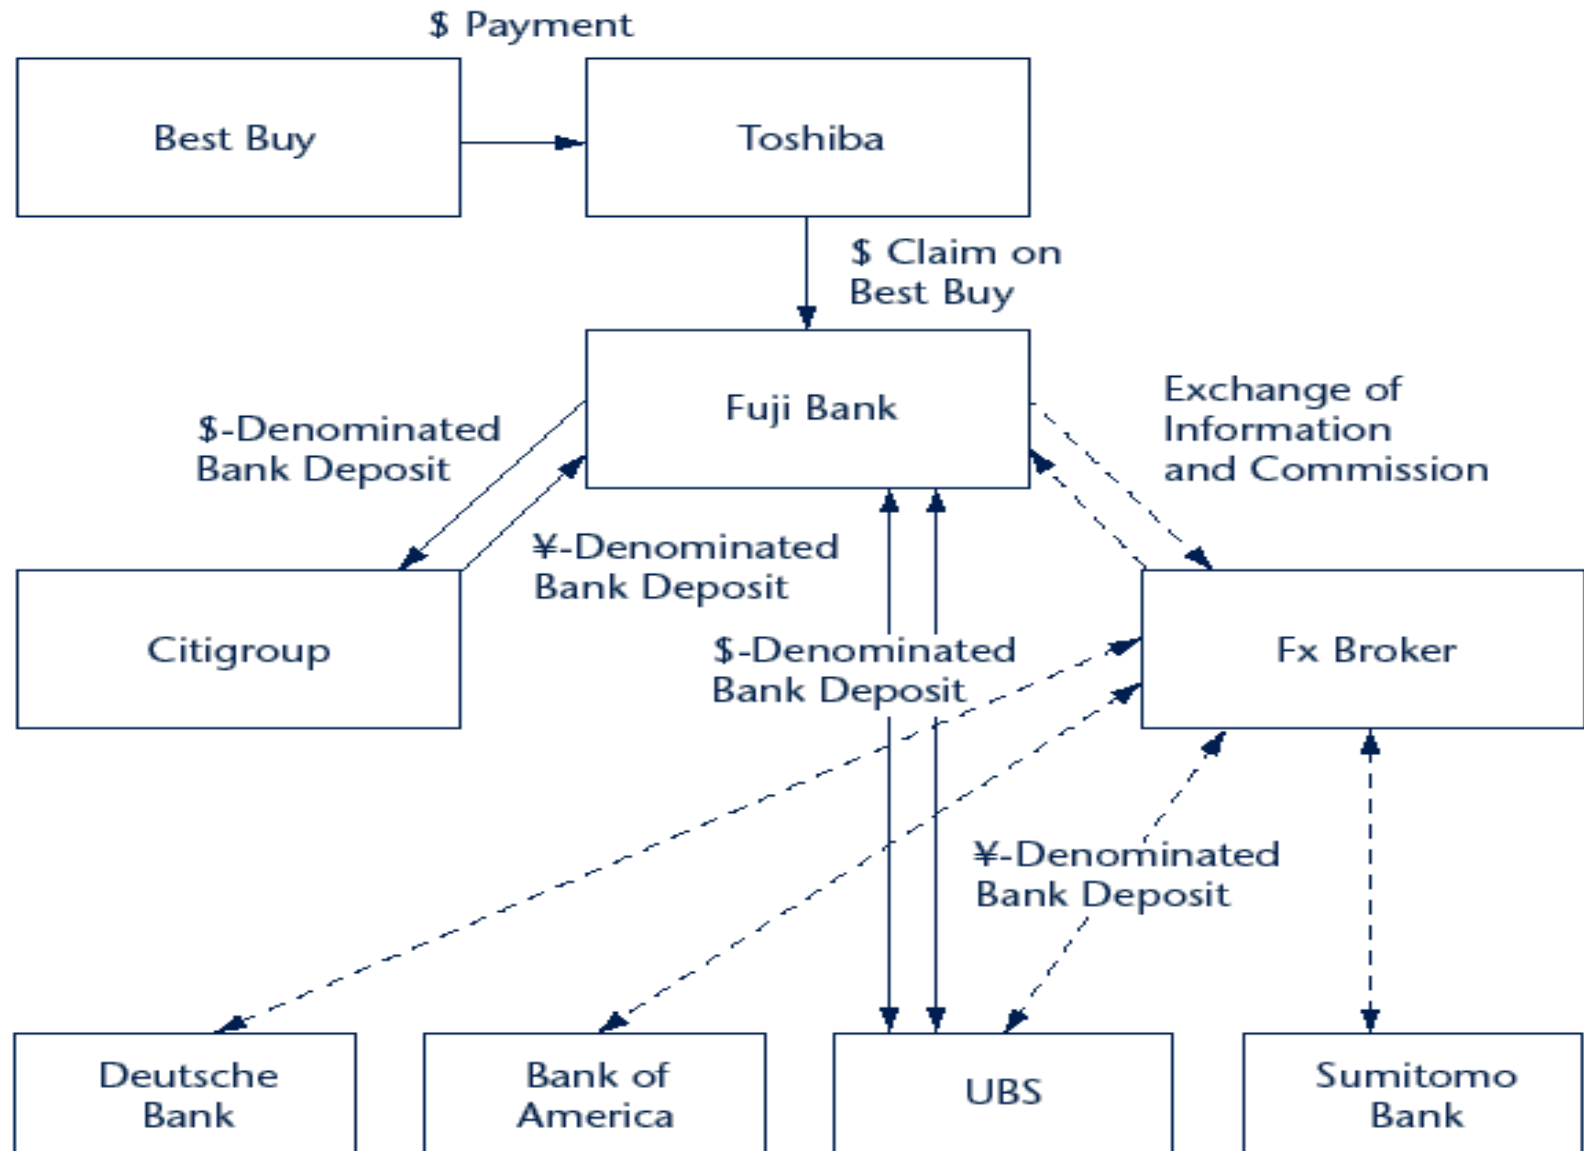 $ Payment
Best Buy
Toshiba
$ Claim on
Best Buy
Fuji Bank
Exchange of
Information
and Commission
$-Denominated
Bank Deposit
¥-Denominated
Bank Deposit
Citigroup
$-Denominated
Bank Deposit
Fx Broker
¥-Denominated
Bank Deposit
Deutsche
Bank
Bank of
America
UBS
Sumitomo
Bank